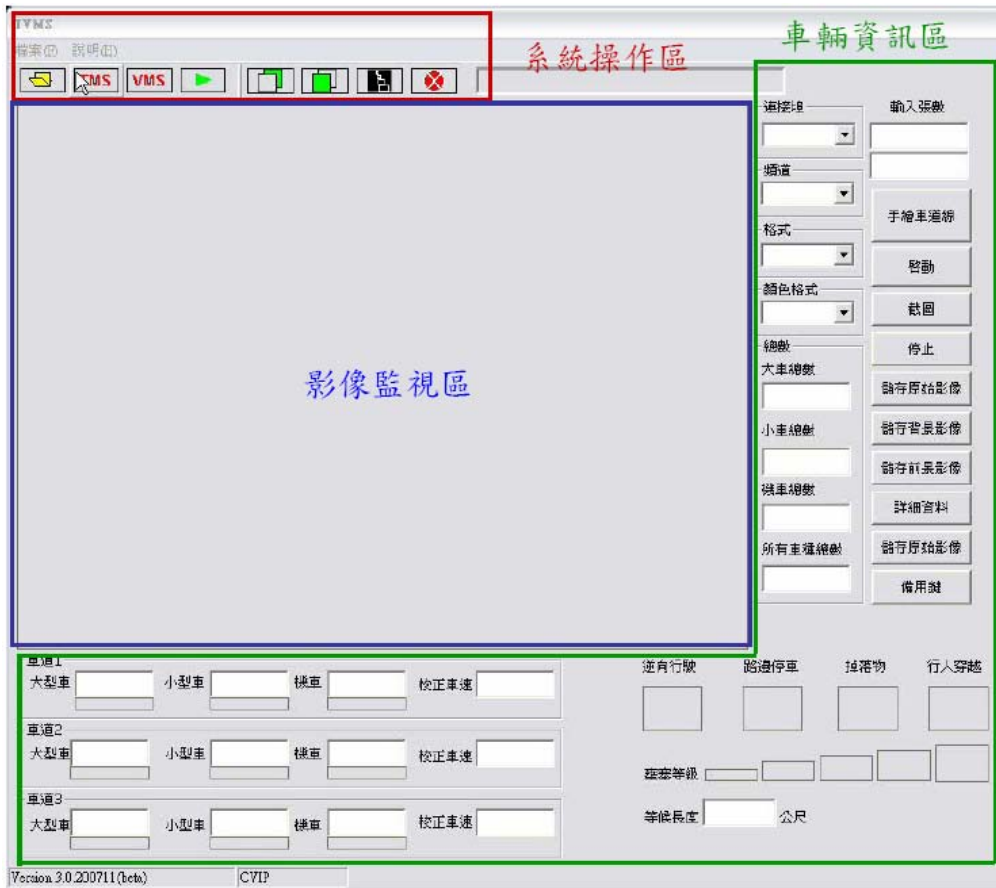 IVMS
檔案(F) 說明(H)
系統操作區
車輛資訊區
VMS
連接埠
輸入張數
頻道
手繪車道線
格式
啟動
顏色格式
截圖
總數
停止
大車總數
影像監視區
儲存原始影像
小車總數
儲存背景影像
儲存前景影像
機車總數
詳細資料
所有車種總數
儲存原始影像
備用鍵
車道1
大型車 小型車 機車 校正車速
逆向行駛 路邊停車 掉落物 行人穿越
車道2
大型車 小型車 機車 校正車速
壅塞等級
車道3
大型車 小型車 機車 校正車速
等候長度 公尺
Version 3.0.200711(beta) CVIP